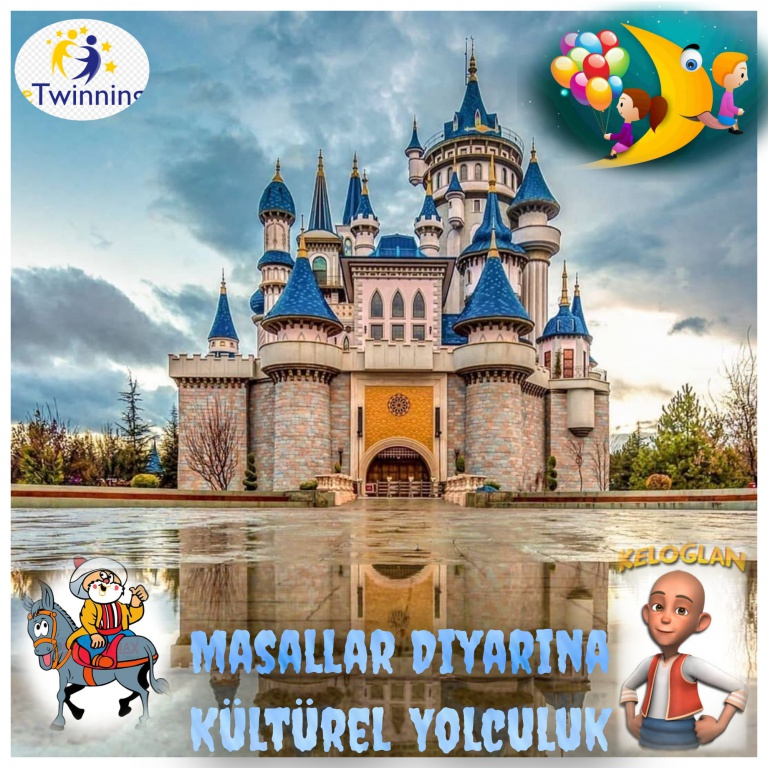 eTwinning
KELOGLAN
MASALLAR DIYARINA
KÜLTÜREL YOLCULUK